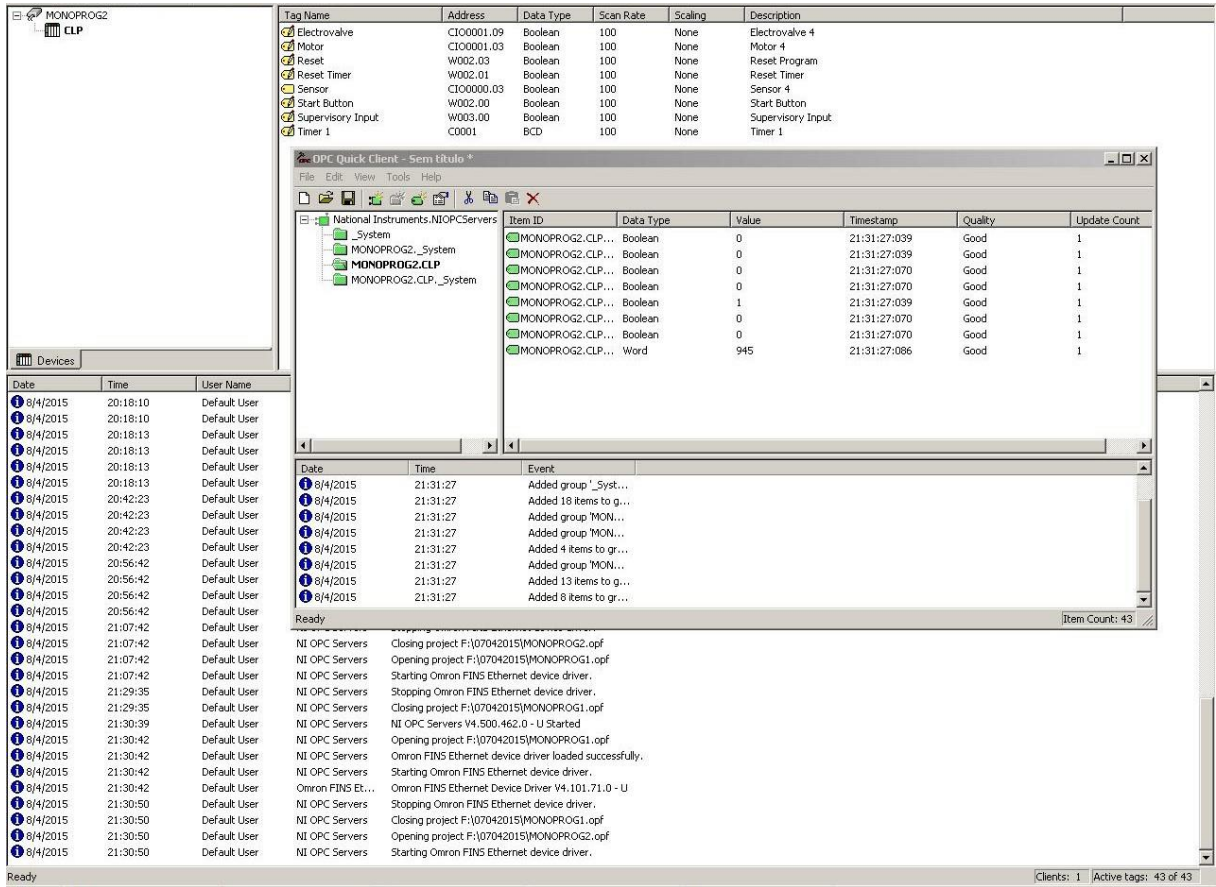 MONOPROG2
CLP
Devices
Tag Name Address Data Type Scan Rate Scaling Description
Electrovalve CIO0001.09 Boolean 100 None Electrovalve 4
Motor CIO0001.03 Boolean 100 None Motor 4
Reset W002.03 Boolean 100 None Reset Program
Reset Timer W002.01 Boolean 100 None Reset Timer
Sensor CIO0000.03 Boolean 100 None Sensor 4
Start Button W002.00 Boolean 100 None Start Button
Supervisory Input W003.00 Boolean 100 None Supervisory Input
Timer 1 C0001 BCD 100 None Timer 1
OPC Quick Client - Sem título *
File Edit View Tools Help
National Instruments.NIOPCServers
_System
MONOPROG2._System
MONOPROG2.CLP
MONOPROG2.CLP._System
Item ID Data Type Value Timestamp Quality Update Count
MONOPROG2.CLP... Boolean 0 21:31:27:039 Good 1
MONOPROG2.CLP... Boolean 0 21:31:27:039 Good 1
MONOPROG2.CLP... Boolean 0 21:31:27:070 Good 1
MONOPROG2.CLP... Boolean 0 21:31:27:070 Good 1
MONOPROG2.CLP... Boolean 1 21:31:27:039 Good 1
MONOPROG2.CLP... Boolean 0 21:31:27:070 Good 1
MONOPROG2.CLP... Boolean 0 21:31:27:070 Good 1
MONOPROG2.CLP... Word 945 21:31:27:086 Good 1
Date Time Event
8/4/2015 21:31:27 Added group '_Syst...
8/4/2015 21:31:27 Added 18 items to g...
8/4/2015 21:31:27 Added group 'MON...
8/4/2015 21:31:27 Added group 'MON...
8/4/2015 21:31:27 Added 4 items to gr...
8/4/2015 21:31:27 Added group 'MON...
8/4/2015 21:31:27 Added 13 items to g...
8/4/2015 21:31:27 Added 8 items to gr...
Ready Item Count: 43
Date Time User Name
8/4/2015 20:18:10 Default User
8/4/2015 20:18:10 Default User
8/4/2015 20:18:13 Default User
8/4/2015 20:18:13 Default User
8/4/2015 20:18:13 Default User
8/4/2015 20:18:13 Default User
8/4/2015 20:42:23 Default User
8/4/2015 20:42:23 Default User
8/4/2015 20:42:23 Default User
8/4/2015 20:42:23 Default User
8/4/2015 20:56:42 Default User
8/4/2015 20:56:42 Default User
8/4/2015 20:56:42 Default User
8/4/2015 20:56:42 Default User
8/4/2015 21:07:42 Default User
8/4/2015 21:07:42 Default User NI OPC Servers Closing project F:\07042015\MONOPROG2.opf
8/4/2015 21:07:42 Default User NI OPC Servers Opening project F:\07042015\MONOPROG1.opf
8/4/2015 21:07:42 Default User NI OPC Servers Starting Omron FINS Ethernet device driver.
8/4/2015 21:29:35 Default User NI OPC Servers Stopping Omron FINS Ethernet device driver.
8/4/2015 21:29:35 Default User NI OPC Servers Closing project F:\07042015\MONOPROG1.opf
8/4/2015 21:30:39 Default User NI OPC Servers NI OPC Servers V4.500.462.0 - U Started
8/4/2015 21:30:42 Default User NI OPC Servers Opening project F:\07042015\MONOPROG1.opf
8/4/2015 21:30:42 Default User NI OPC Servers Omron FINS Ethernet device driver loaded successfully.
8/4/2015 21:30:42 Default User NI OPC Servers Starting Omron FINS Ethernet device driver.
8/4/2015 21:30:42 Default User Omron FINS Et... Omron FINS Ethernet Device Driver V4.101.71.0 - U
8/4/2015 21:30:50 Default User NI OPC Servers Stopping Omron FINS Ethernet device driver.
8/4/2015 21:30:50 Default User NI OPC Servers Closing project F:\07042015\MONOPROG1.opf
8/4/2015 21:30:50 Default User NI OPC Servers Opening project F:\07042015\MONOPROG2.opf
8/4/2015 21:30:50 Default User NI OPC Servers Starting Omron FINS Ethernet device driver.
Ready Clients: 1 Active tags: 43 of 43